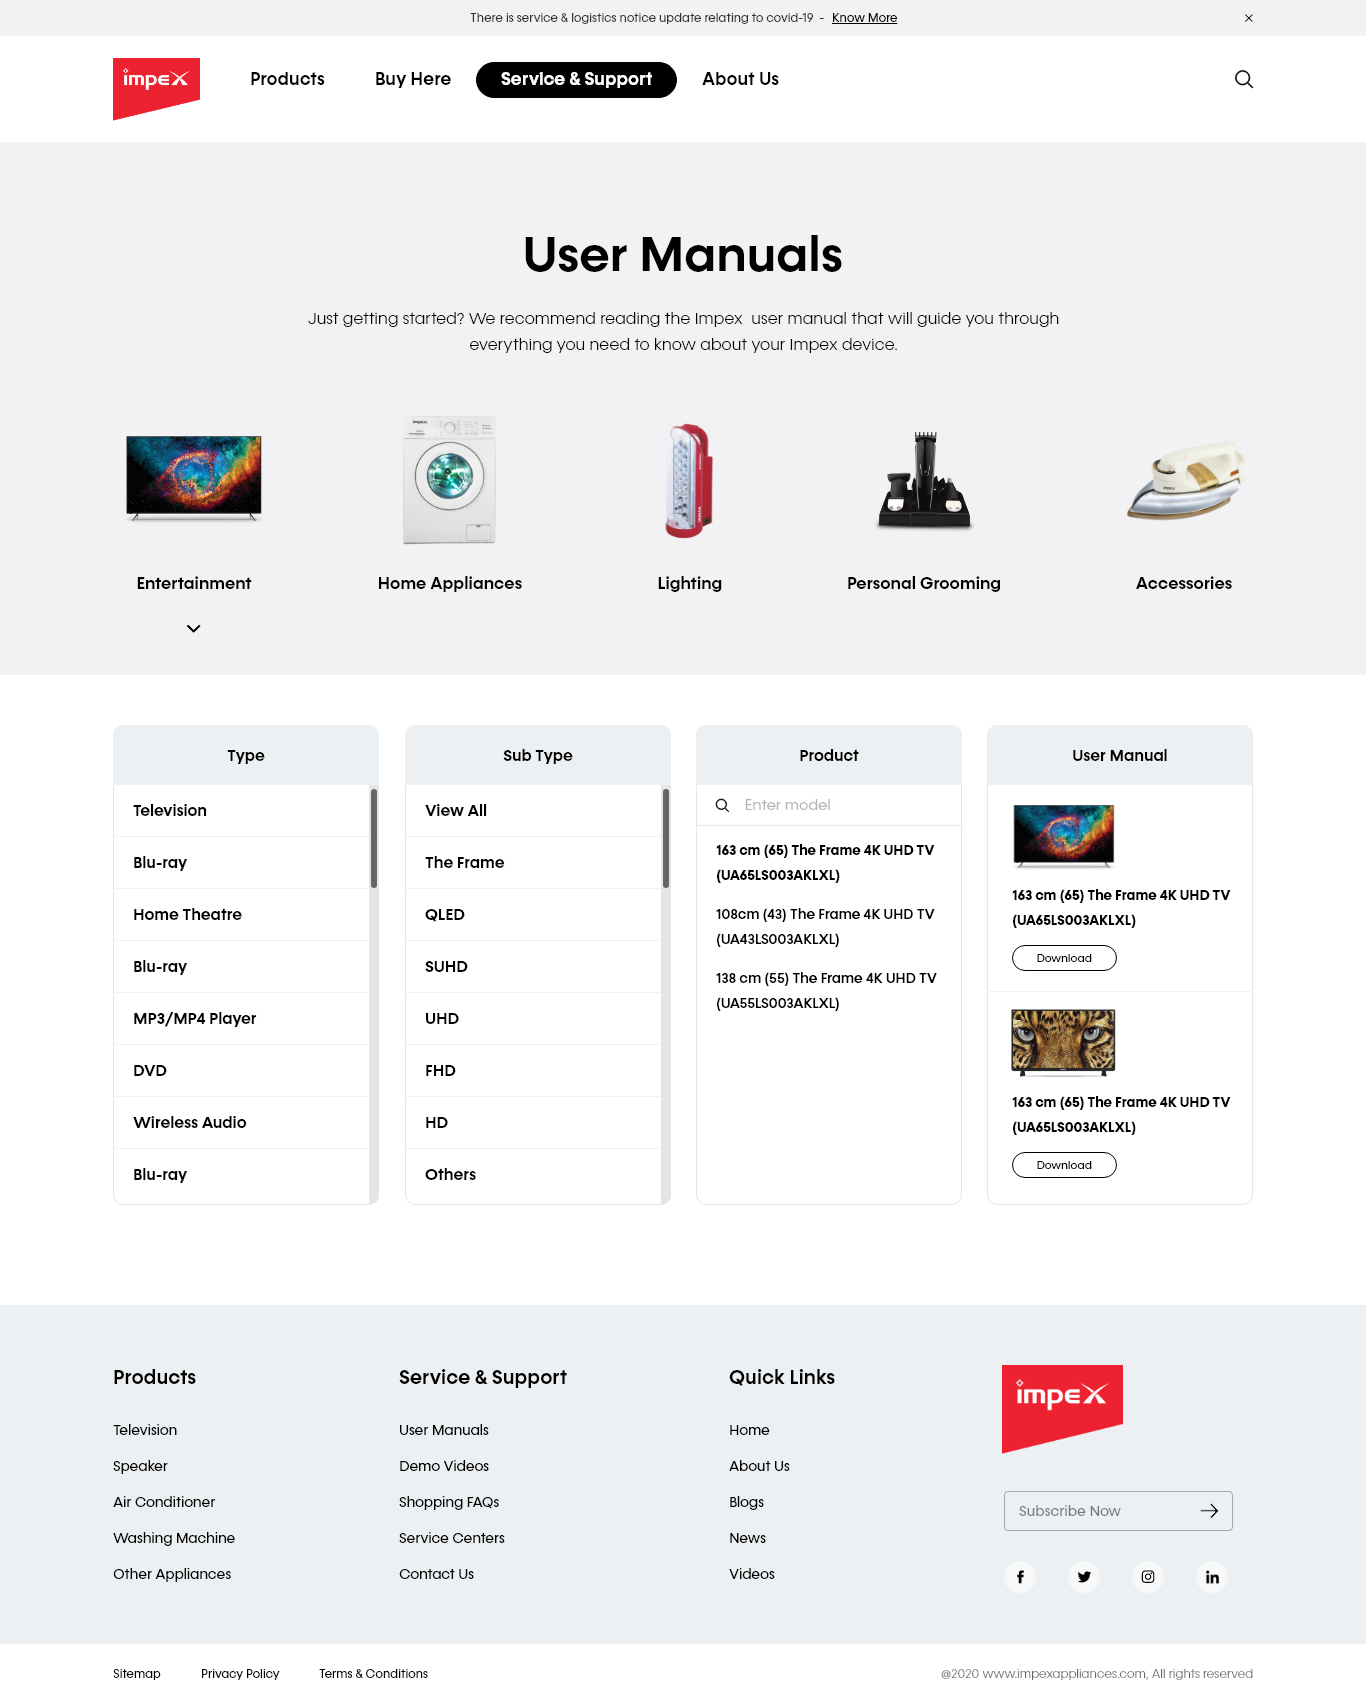 There is service & logistics notice update relating to covid-19 - Know More
impex
Products
Buy Here
Service & Support
About Us
User Manuals
Just getting started? We recommend reading the Impex user manual that will guide you through
everything you need to know about your Impex device.
Entertainment
Home Appliances
Lighting
Personal Grooming
Accessories
Type
Television
Blu-ray
Home Theatre
Blu-ray
MP3/MP4 Player
DVD
Wireless Audio
Blu-ray
Sub Type
View All
The Frame
QLED
SUHD
UHD
FHD
HD
Others
Product
Enter model
163 cm (65) The Frame 4K UHD TV
(UA65LS003AKLXL)
108cm (43) The Frame 4K UHD TV
(UA43LS003AKLXL)
138 cm (55) The Frame 4K UHD TV
(UA55LS003AKLXL)
User Manual
163 cm (65) The Frame 4K UHD TV
(UA65LS003AKLXL)
Download
163 cm (65) The Frame 4K UHD TV
(UA65LS003AKLXL)
Download
Products
Television
Speaker
Air Conditioner
Washing Machine
Other Appliances
Service & Support
User Manuals
Demo Videos
Shopping FAQs
Service Centers
Contact Us
Quick Links
Home
About Us
Blogs
News
Videos
impex
Subscribe Now
Sitemap
Privacy Policy
Terms & Conditions
@2020 www.impexappliances.com, All rights reserved